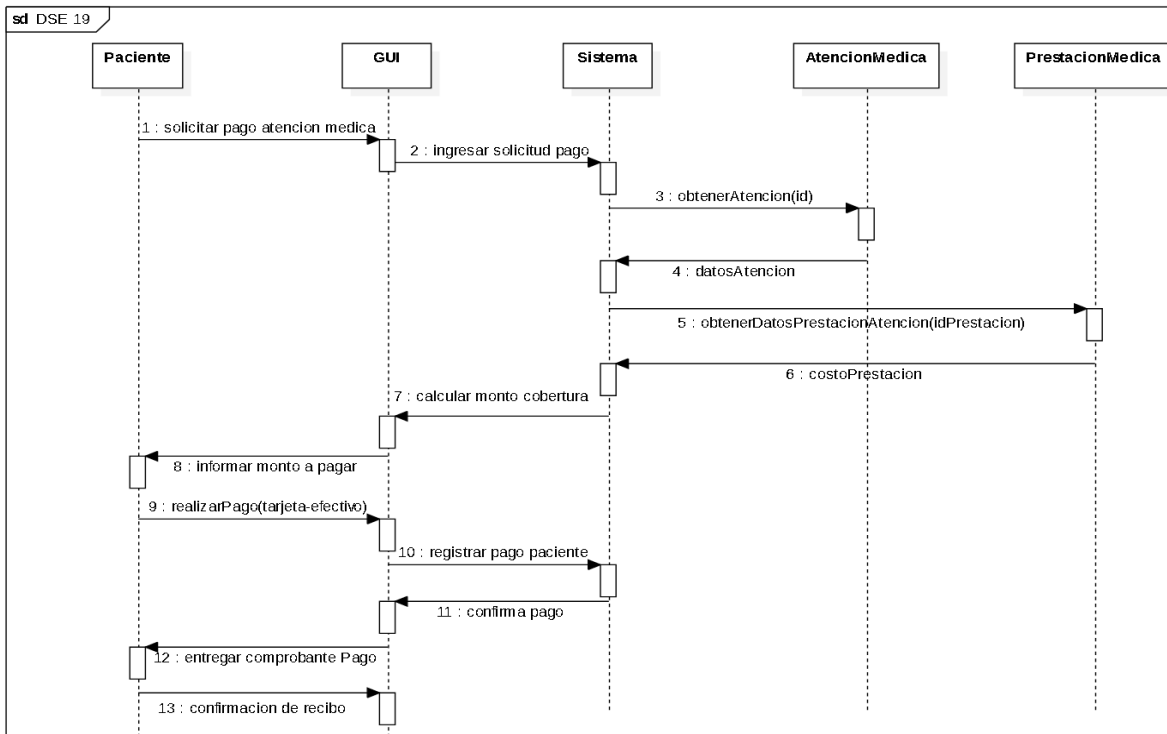 sd DSE 19
Paciente
GUI
Sistema
AtencionMedica
PrestacionMedica
1 : solicitar pago atencion medica
2 : ingresar solicitud pago
3 : obtenerAtencion(id)
4 : datosAtencion
5 : obtenerDatosPrestacionAtencion(idPrestacion)
6 : costoPrestacion
7 : calcular monto cobertura
8 : informar monto a pagar
9 : realizarPago(tarjeta-efectivo)
10 : registrar pago paciente
11 : confirma pago
12 : entregar comprobante Pago
13 : confirmacion de recibo